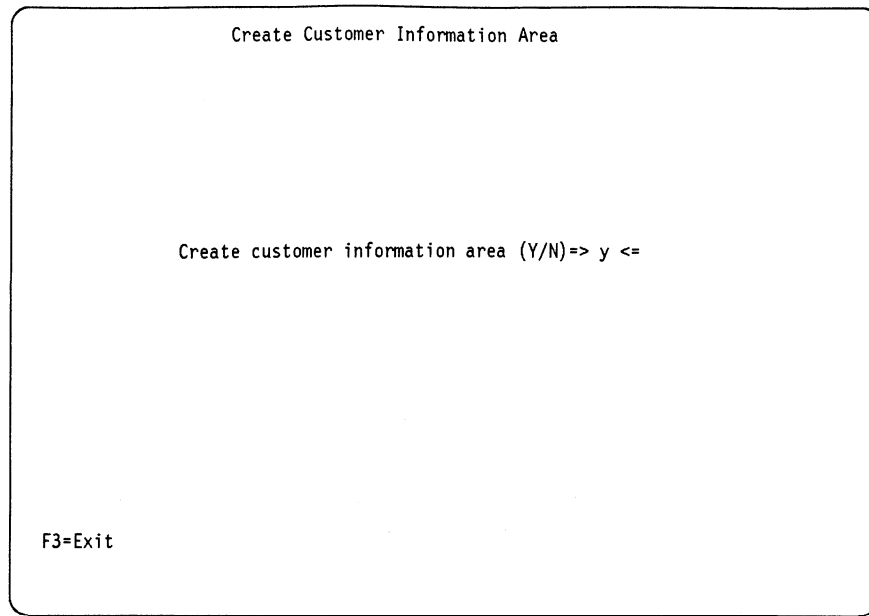 Create Customer Information Area
Create customer information area (Y/N)=> y <=
F3=Exit